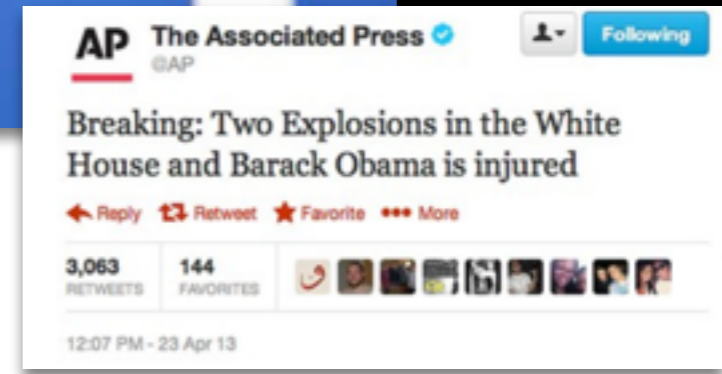 AP The Associated Press
@AP
Following
Breaking: Two Explosions in the White
House and Barack Obama is injured
Reply Retweet Favorite More
3,063 144
RETWEETS FAVORITES
12:07 PM - 23 Apr 13